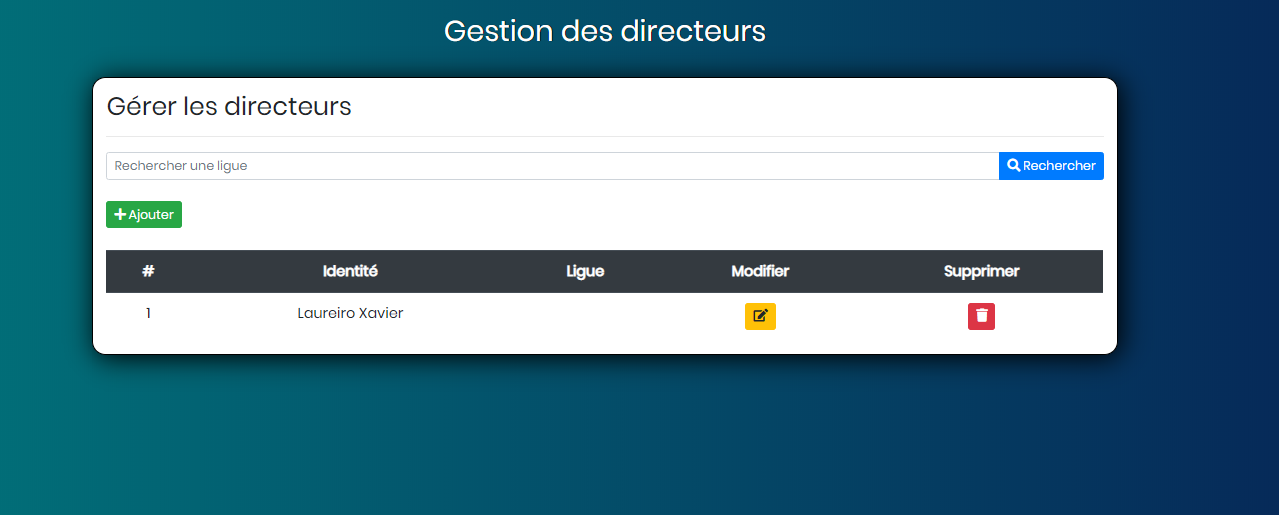 Gestion des directeurs
Gérer les directeurs
Rechercher une ligue Rechercher
Ajouter
# Identité Ligue Modifier Supprimer
1 Laureiro Xavier